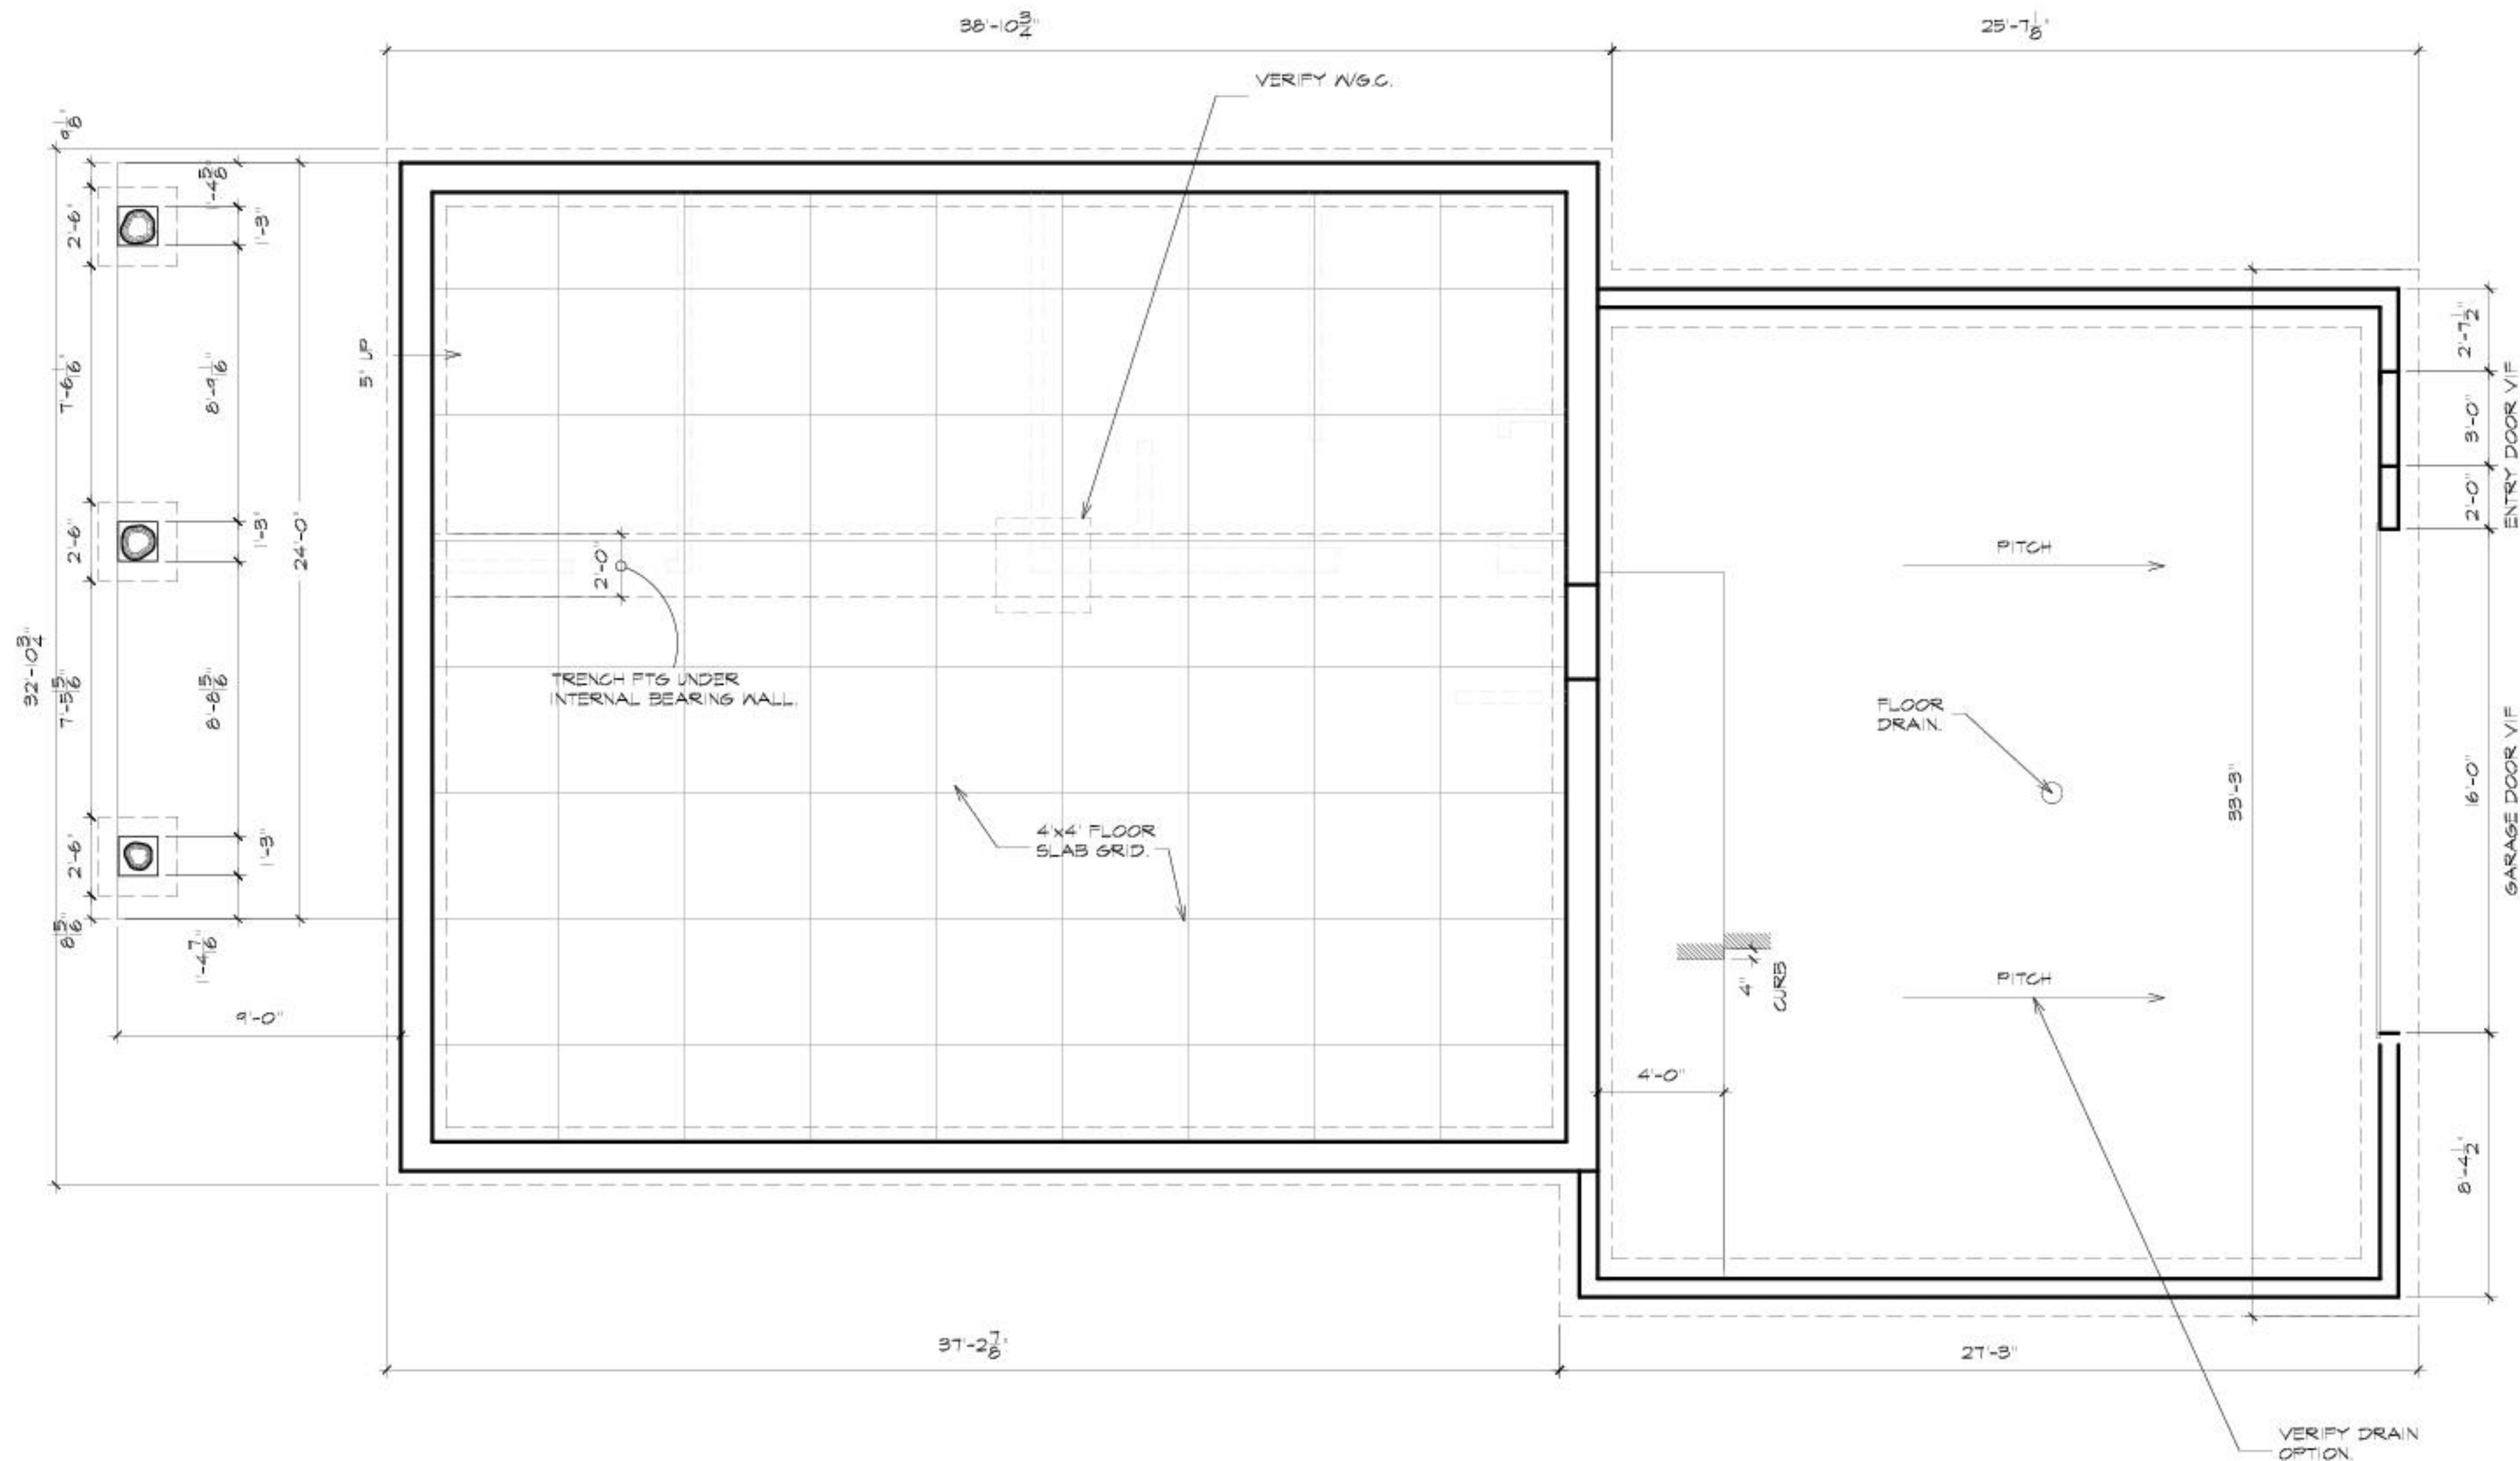 38'-10 3/4"
25'-7 1/8"
VERIFY W/G.C.
9 1/8"
1'-4 5/8"
2'-6"
1'-3"
2'-7 1/2"
5' UP
7'-6 1/16"
8'-9 1/16"
3'-0"
ENTRY DOOR VIF
2'-0"
2'-6"
1'-3"
24'-0"
2'-0"
PITCH
32'-10 3/4"
7'-5 5/16"
8'-8 5/16"
TRENCH FTG UNDER
INTERNAL BEARING WALL.
FLOOR
DRAIN.
33'-3"
16'-0"
GARAGE DOOR VIF
4'x4' FLOOR
SLAB GRID.
2'-6"
1'-3"
8 5/16"
1'-4 7/16"
4"
CURB
PITCH
9'-0"
4'-0"
8'-4 1/2"
37'-2 7/8"
27'-3"
VERIFY DRAIN
OPTION.